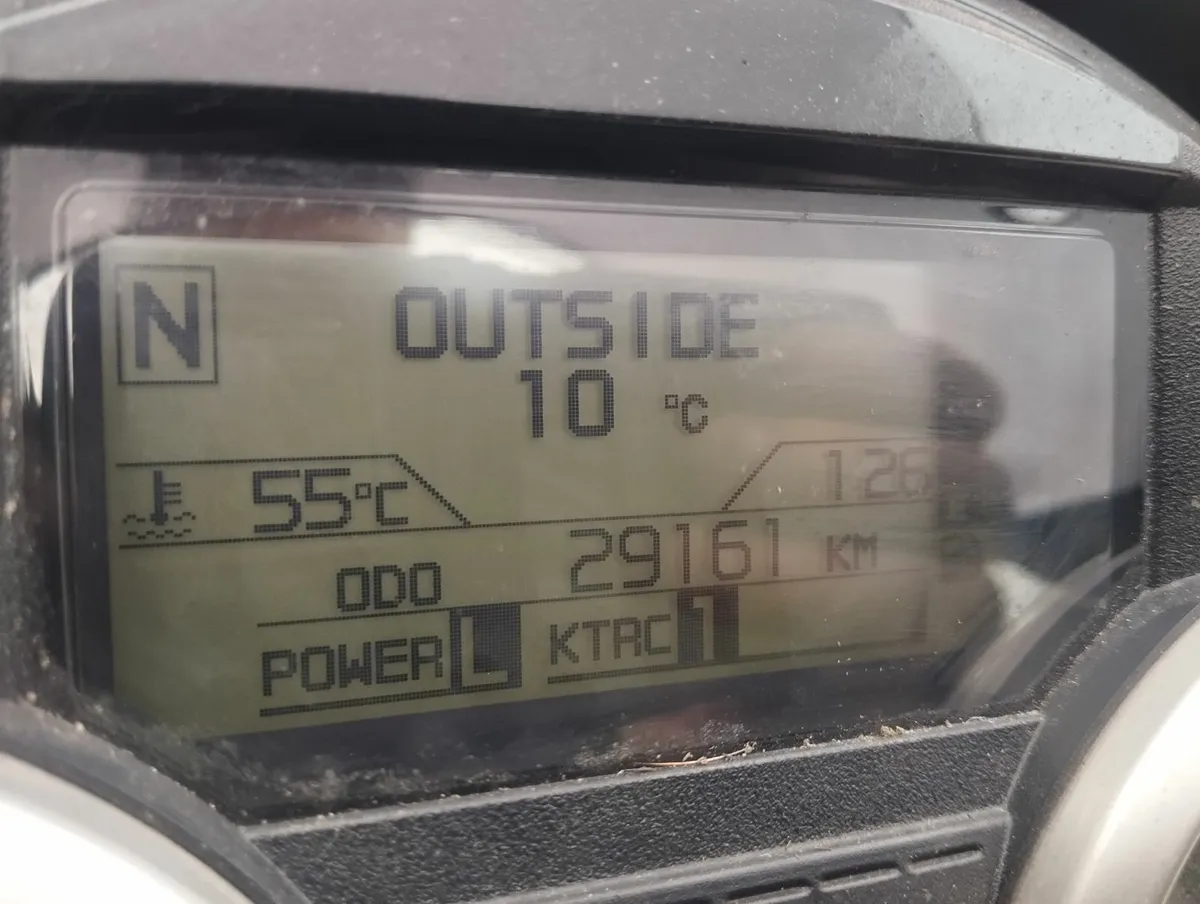 N
OUTSIDE
10 °C
55°C
126
ODO 29161 KM
POWER L KTRC 1